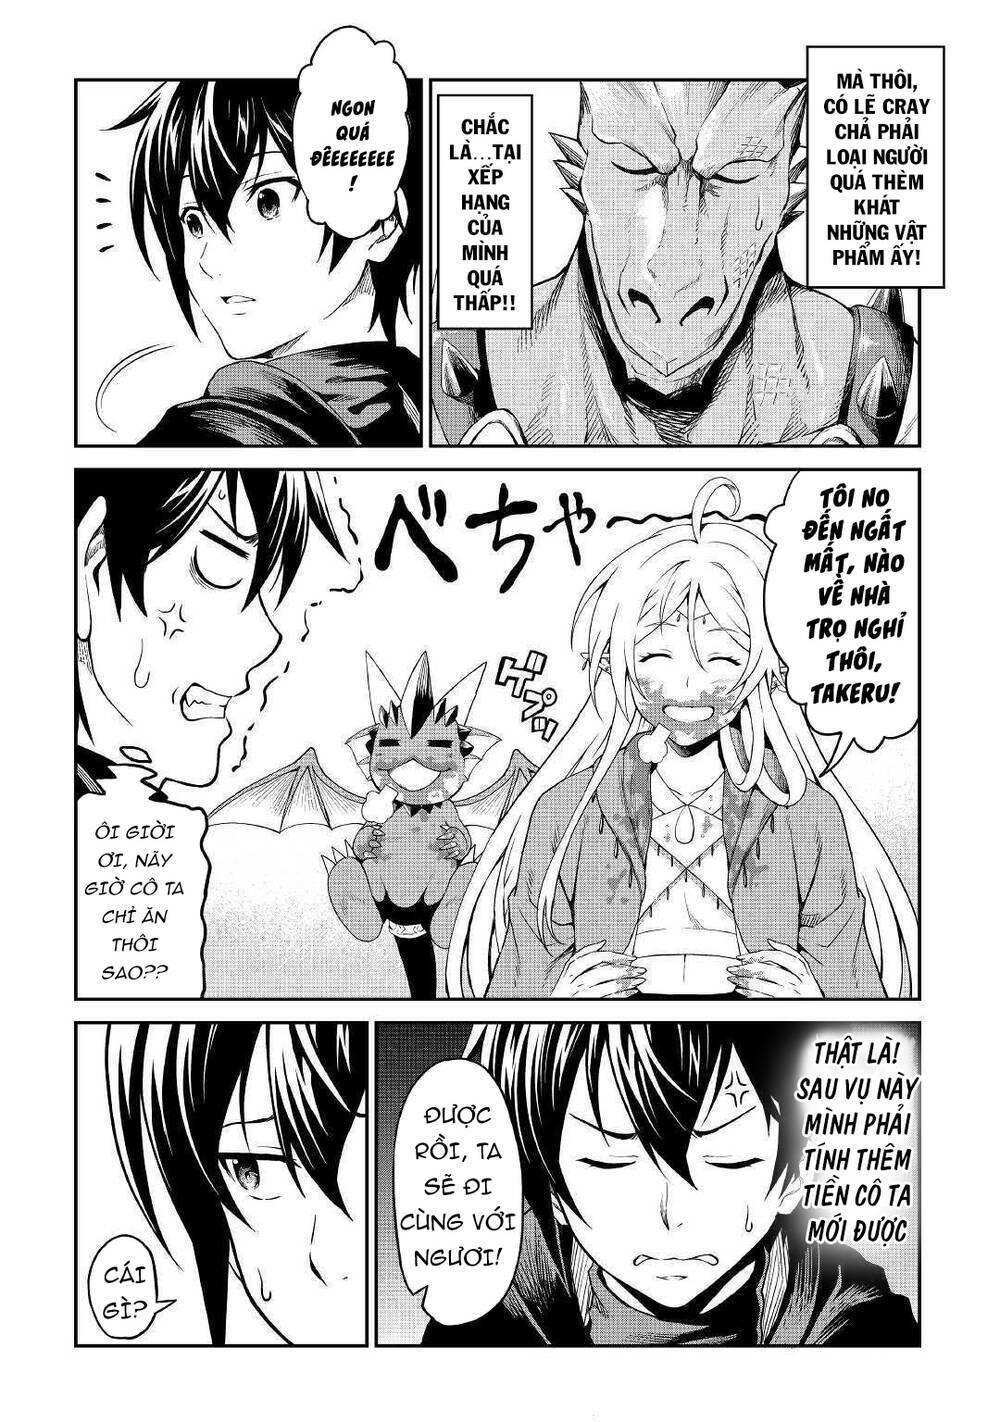 MÀ THÔI,
CÓ LẼ CRAY
CHẢ PHẢI
LOẠI NGƯỜI
QUÁ THÈM
KHÁT
NHỮNG VẬT
PHẨM ẤY!
CHẮC
LÀ...TẠI
XẾP
HẠNG
CỦA
MÌNH
QUÁ
THẤP!!
NGON
QUÁ
ĐÊEEEEEEE
!
TÔI NO
ĐẾN NGẤT
MẤT, NÀO
VỀ NHÀ
TRỌ NGHỈ
THÔI,
TAKERU!
べちゃ
ゲプッ
ÔI GIỜI
ƠI, NÃY
GIỜ CÔ TA
CHỈ ĂN
THÔI
SAO??
THẬT LÀ!
SAU VỤ NÀY
MÌNH PHẢI
TÍNH THÊM
TIỀN CÔ TA
MỚI ĐƯỢC
ĐƯỢC
RỒI, TA
SẼ ĐI
CÙNG VỚI
NGƯƠI!
CÁI
GÌ?